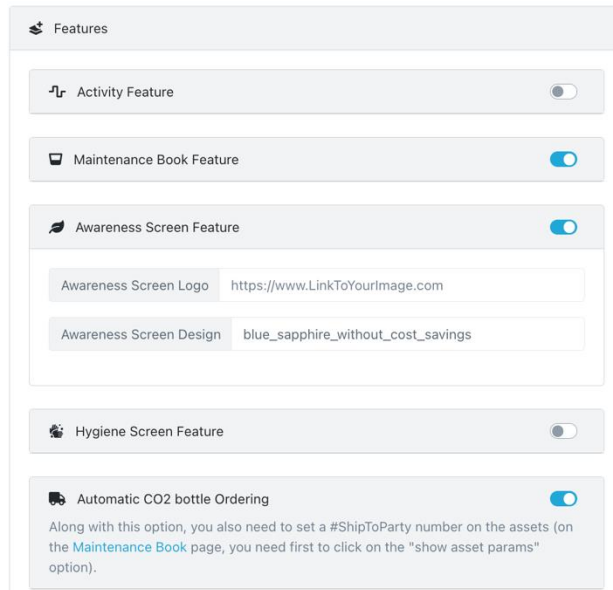 Features
Activity Feature
Maintenance Book Feature
Awareness Screen Feature
Awareness Screen Logo https://www.LinkToYourImage.com
Awareness Screen Design blue_sapphire_without_cost_savings
Hygiene Screen Feature
Automatic CO2 bottle Ordering
Along with this option, you also need to set a #ShipToParty number on the assets (on
the Maintenance Book page, you need first to click on the "show asset params"
option).